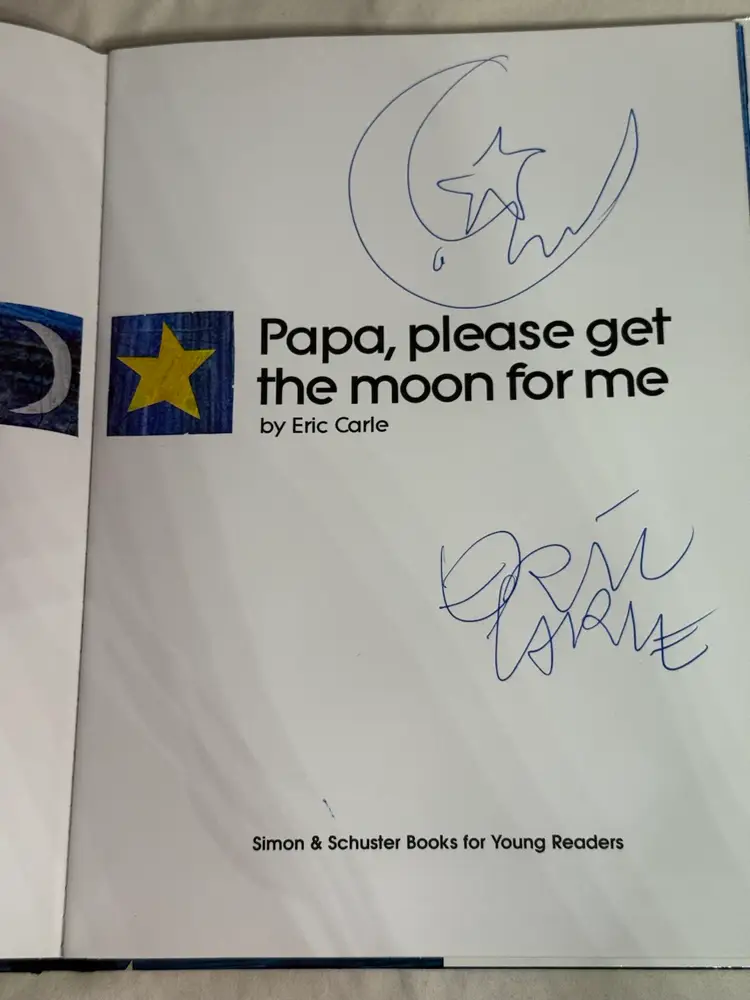 Papa, please get
the moon for me
by Eric Carle
ERIC
CARLE
Simon & Schuster Books for Young Readers